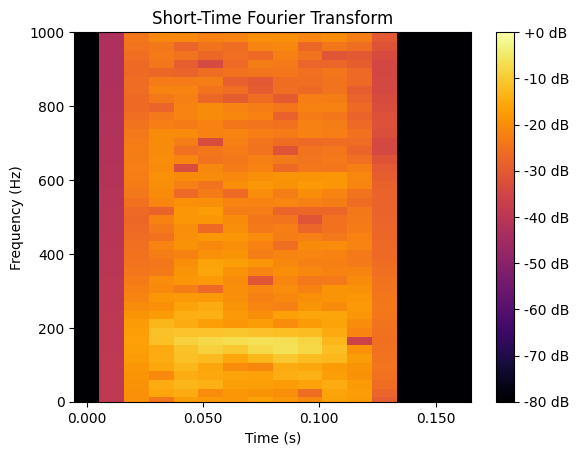 Short-Time Fourier Transform
1000
800
600
400
200
0
Frequency (Hz)
0.000
0.050
0.100
0.150
Time (s)
+0 dB
-10 dB
-20 dB
-30 dB
-40 dB
-50 dB
-60 dB
-70 dB
-80 dB